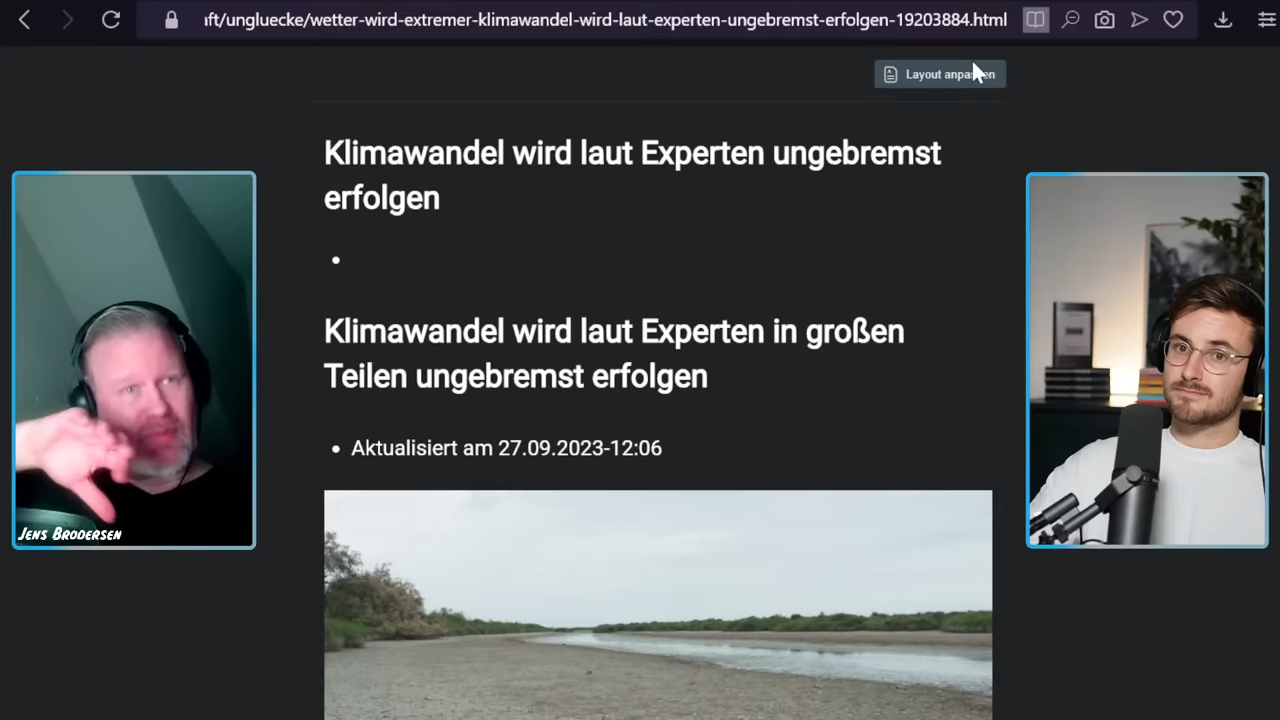 ft/ungluecke/wetter-wird-extremer-klimawandel-wird-laut-experten-ungebremst-erfolgen-19203884.html
Layout anpassen
Klimawandel wird laut Experten ungebremst
erfolgen
Klimawandel wird laut Experten in großen
Teilen ungebremst erfolgen
• Aktualisiert am 27.09.2023-12:06
JENS BRODERSEN